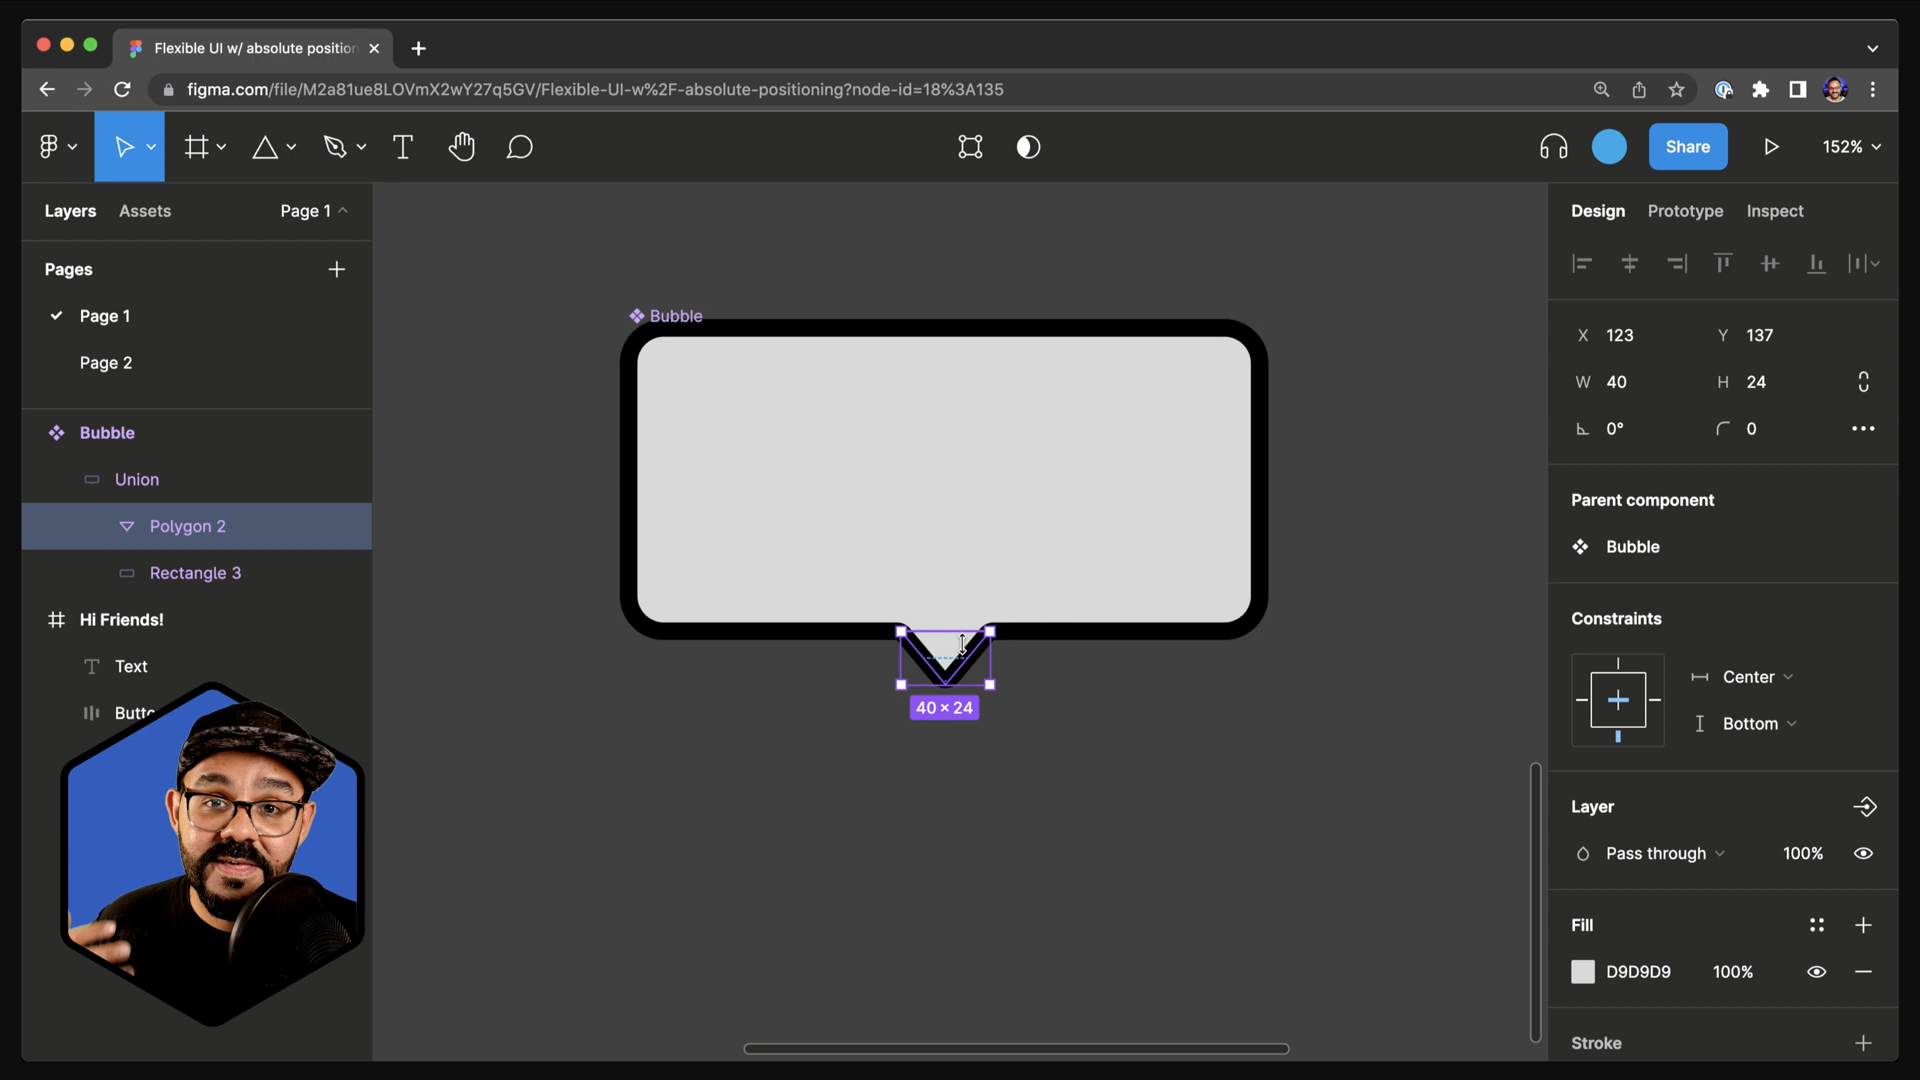 Flexible UI w/ absolute position
figma.com/file/M2a81ue8LOVmX2wY27q5GV/Flexible-UI-w%2F-absolute-positioning?node-id=18%3A135
Share
152%
Layers
Assets
Page 1
Pages
Page 1
Page 2
Bubble
Union
Polygon 2
Rectangle 3
Hi Friends!
Text
Butto
Bubble
40 × 24
Design
Prototype
Inspect
X 123
Y 137
W 40
H 24
0°
0
Parent component
Bubble
Constraints
Center
Bottom
Layer
Pass through
100%
Fill
D9D9D9
100%
Stroke